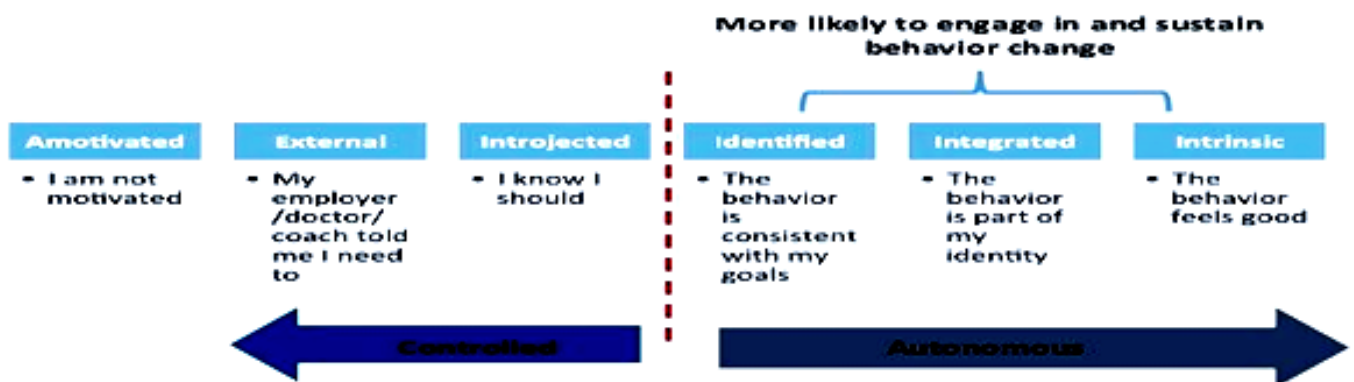 More likely to engage in and sustain
behavior change
Amotivated
• I am not
motivated
External
• My
employer
/doctor/
coach told
me I need
to
Introjected
• I know I
should
Identified
• The
behavior
is
consistent
with my
goals
Integrated
• The
behavior
is part of
my
identity
Intrinsic
• The
behavior
feels good
Controlled
Autonomous